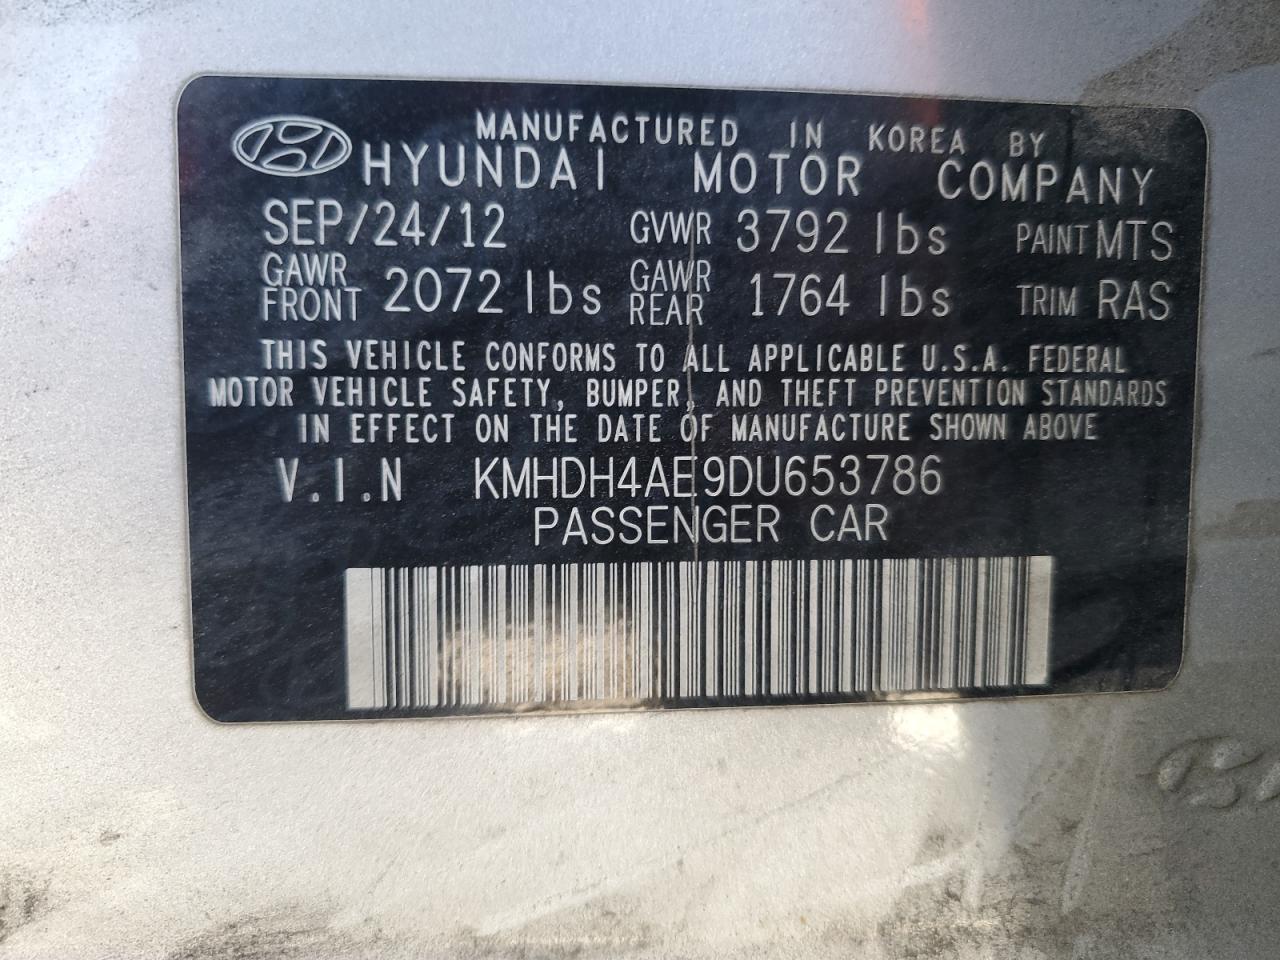 MANUFACTURED IN KOREA BY
HYUNDAI MOTOR COMPANY
SEP/24/12 GVWR 3792 lbs PAINT MTS
GAWR FRONT 2072 lbs GAWR REAR 1764 lbs TRIM RAS
THIS VEHICLE CONFORMS TO ALL APPLICABLE U.S.A. FEDERAL
MOTOR VEHICLE SAFETY, BUMPER, AND THEFT PREVENTION STANDARDS
IN EFFECT ON THE DATE OF MANUFACTURE SHOWN ABOVE
V.I.N KMHDH4AE9DU653786
PASSENGER CAR